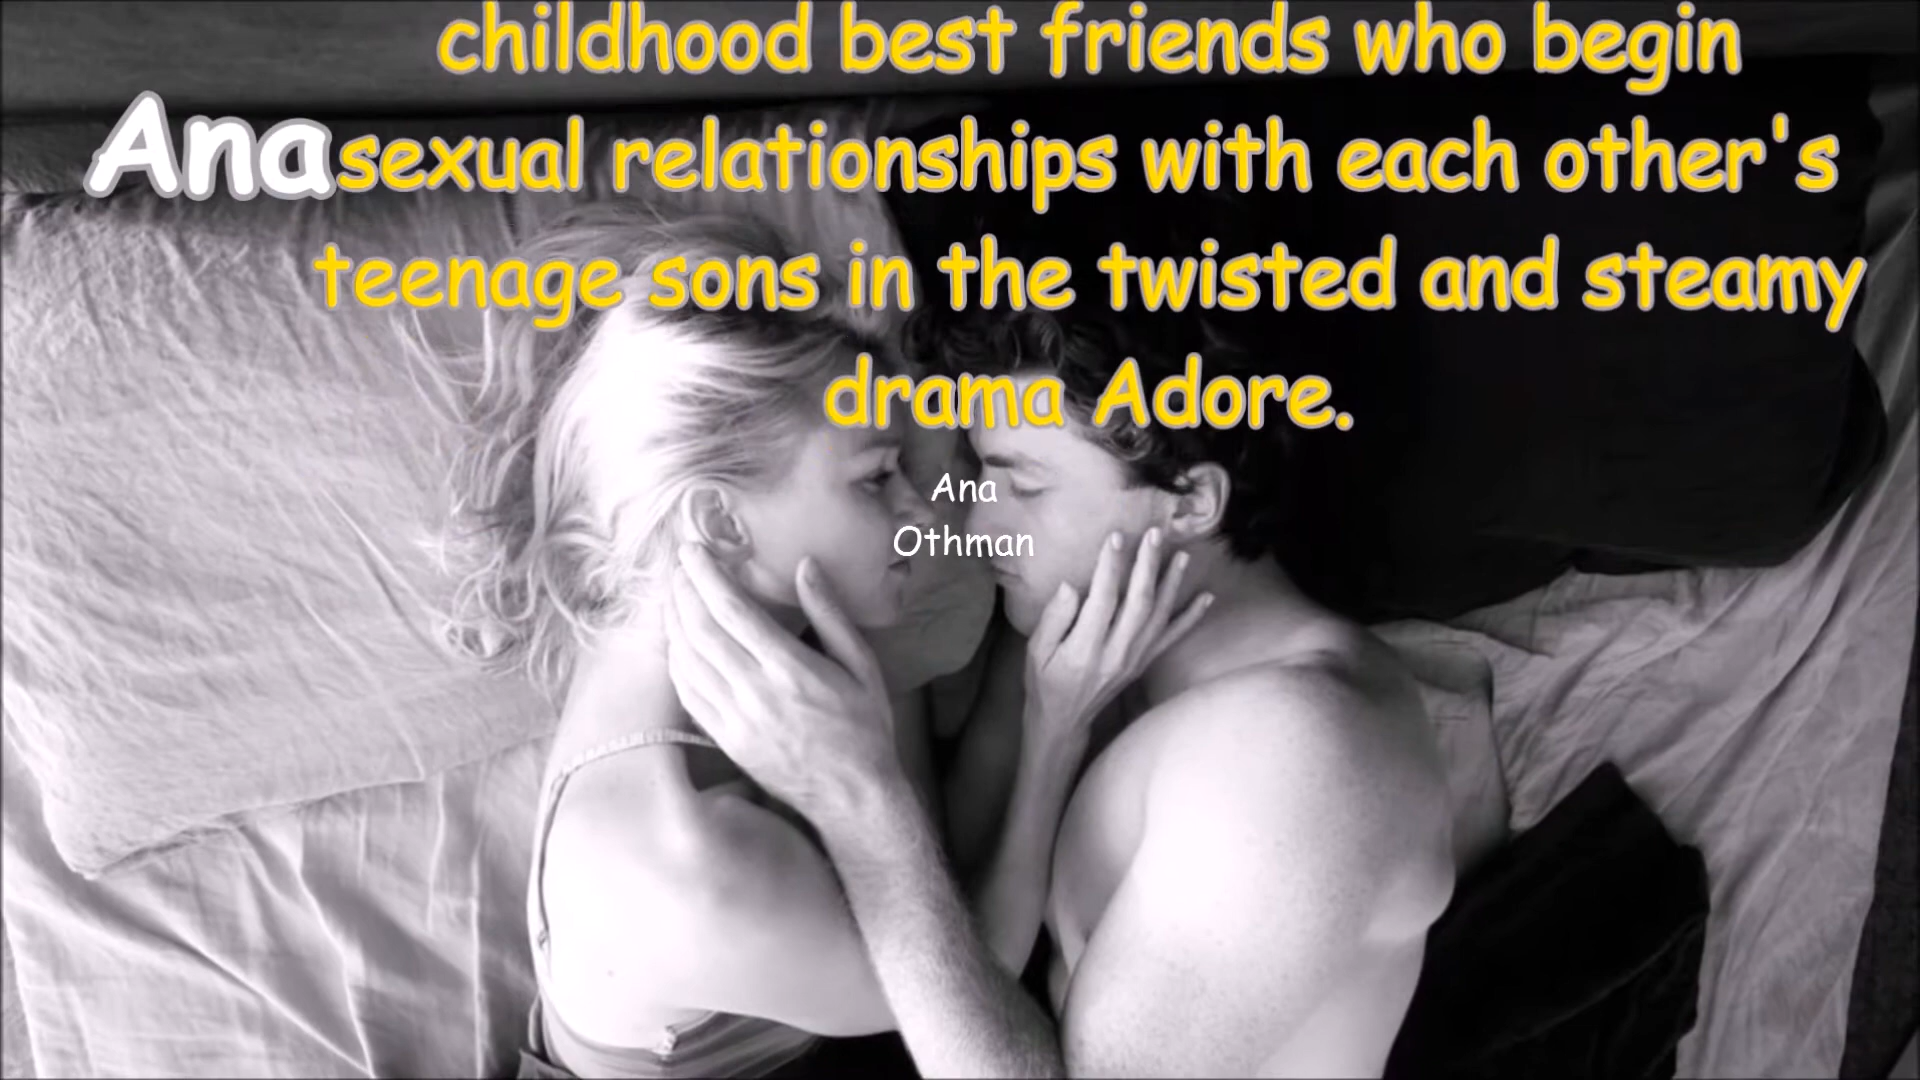 childhood best friends who begin
Ana
sexual relationships with each other's
teenage sons in the twisted and steamy
drama Adore.
Ana
Othman